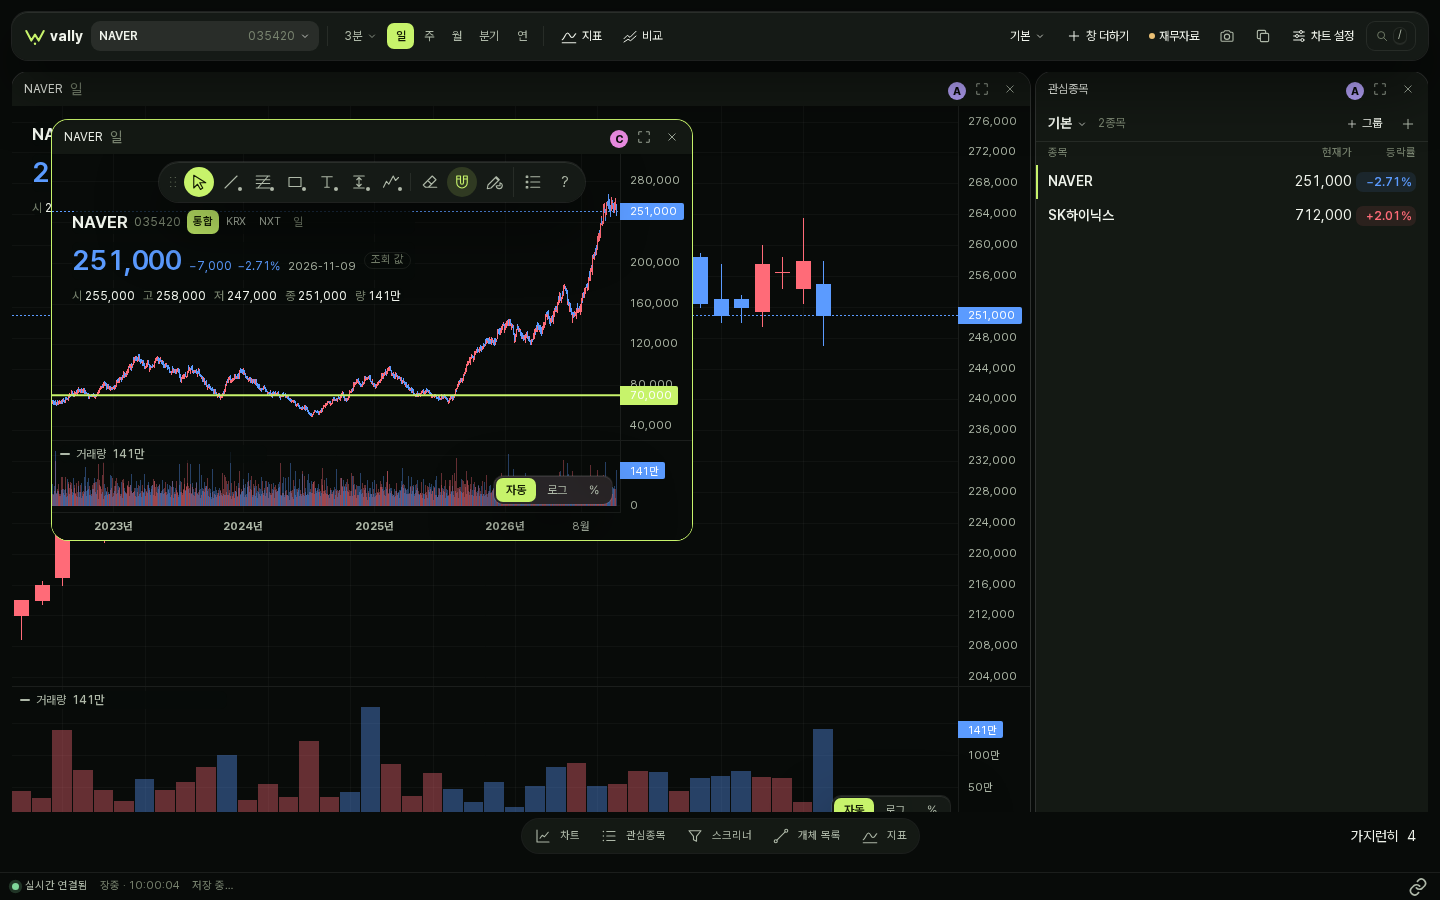 vally NAVER 035420 3분 일 주 월 분기 연 지표 비교 기본 창 더하기 재무자료 차트 설정 /
NAVER 일 A
관심종목 A
기본 2종목 그룹
종목 현재가 등락률
NAVER 251,000 −2.71%
SK하이닉스 712,000 +2.01%
NAVER 일 C
T ?
NAVER 035420 통합 KRX NXT 일
251,000 −7,000 −2.71% 2026-11-09 조회 값
시 255,000 고 258,000 저 247,000 종 251,000 량 141만
280,000
251,000
200,000
160,000
120,000
80,000
70,000
40,000
거래량 141만
141만
0
자동 로그 %
2023년 2024년 2025년 2026년 8월
276,000
272,000
268,000
264,000
260,000
256,000
251,000
248,000
244,000
240,000
236,000
232,000
228,000
224,000
220,000
216,000
212,000
208,000
204,000
거래량 141만
141만
100만
50만
자동 로그 %
차트 관심종목 스크리너 개체 목록 지표
가지런히 4
실시간 연결됨 장중 · 10:00:04 저장 중…